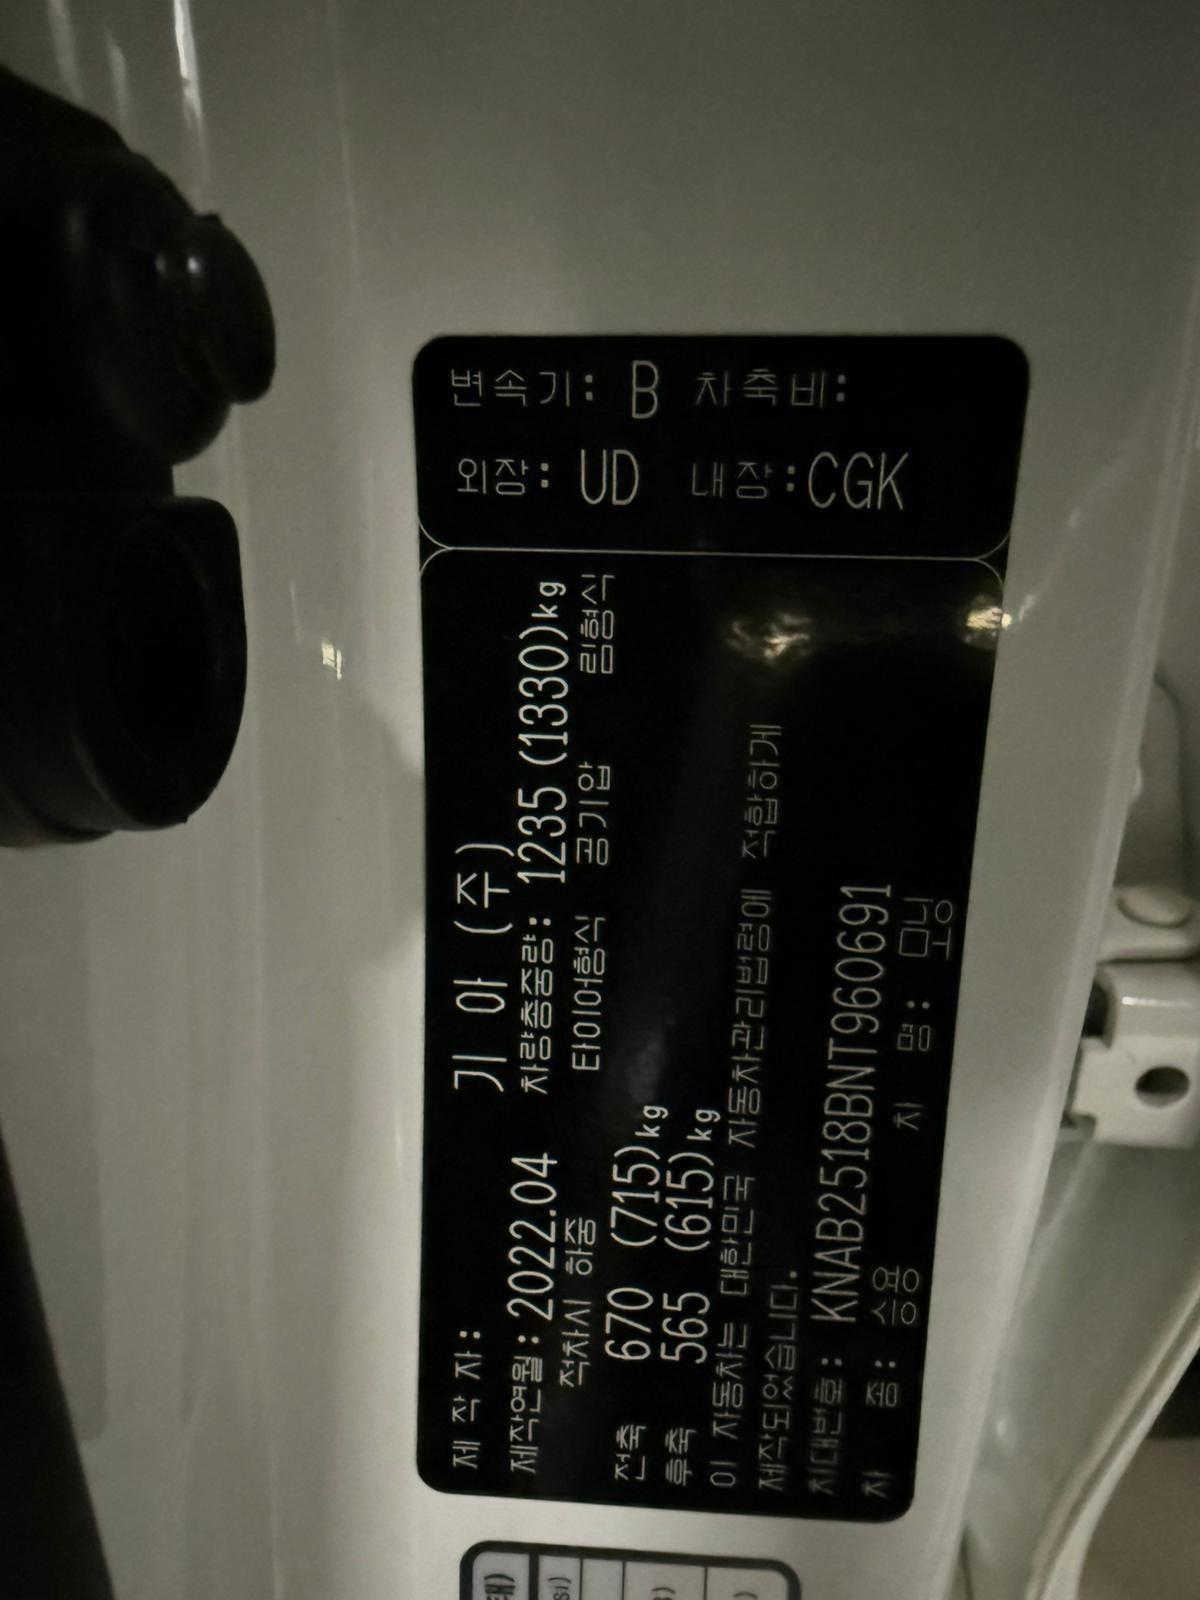 변속기: B 차축비:
외장: UD 내장: CGK
제 작 자: 기 아 (주)
제작연월: 2022.04 차량총중량: 1235 (1330)kg
적차시 하중 타이어형식 공기압 림형식
전축 670 (715)kg
후축 565 (615)kg
이 자동차는 대한민국 자동차관리법령에 적합하게
제작되었습니다.
차대번호: KNAB2518BNT960691
차 종: 승용 차 명: 모닝